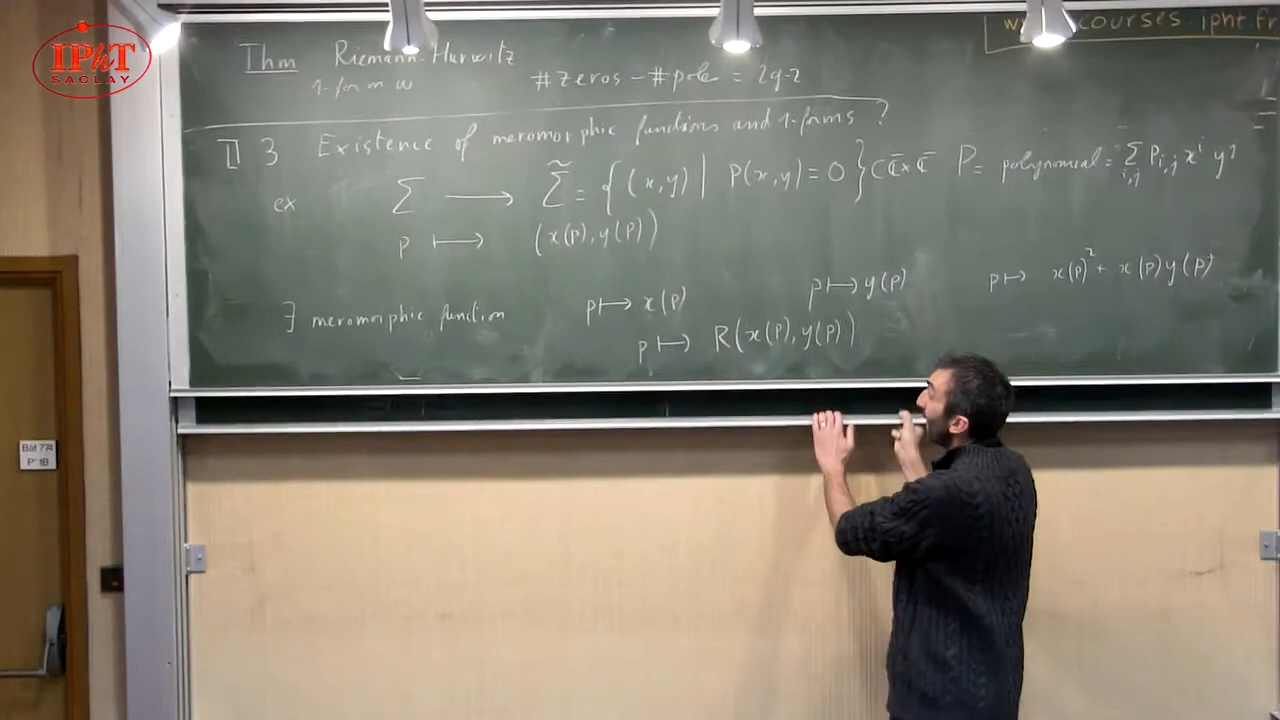 IPhT
SACLAY
courses.ipht.fr
Thm Riemann-Hurwitz
1-form ω #zeros - #poles = 2g-2
II 3 Existence of meromorphic functions and 1-forms ?
ex Σ ⟶ Σ̃ = { (x,y) | P(x,y) = 0 } ⊂ C̄ × C̄ P = polynomial = Σ_{i,j} P_{i,j} x^i y^j
p ⟼ (x(p), y(p))
∃ meromorphic function p ⟼ x(p) p ⟼ y(p) p ⟼ x(p)² + x(p) y(p)
p ⟼ R(x(p), y(p))
Bât 774
P 1B